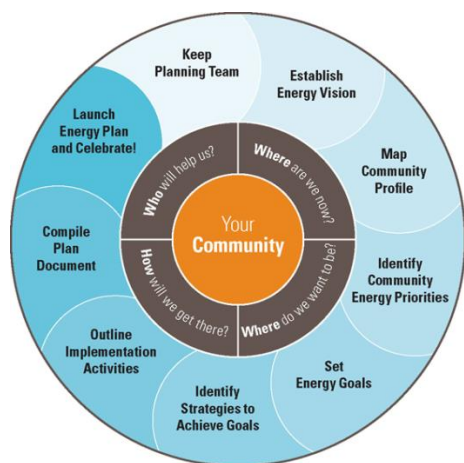 Keep
Planning Team
Establish
Energy Vision
Map
Community
Profile
Identify
Community
Energy Priorities
Set
Energy Goals
Identify
Strategies to
Achieve Goals
Outline
Implementation
Activities
Compile
Plan
Document
Launch
Energy Plan
and Celebrate!
Who will help us?
Where are we now?
Where do we want to be?
How will we get there?
Your
Community